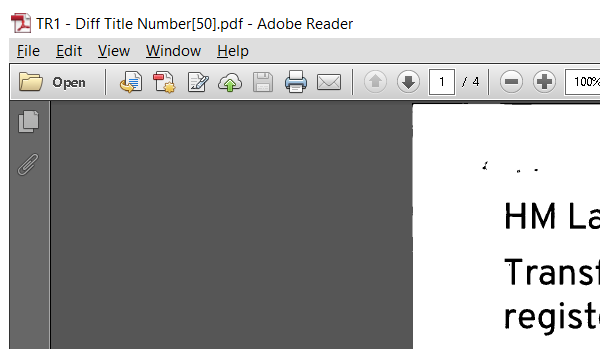 TR1 - Diff Title Number[50].pdf - Adobe Reader
File Edit View Window Help
Open 1 / 4 100%
HM La
Transf
regist